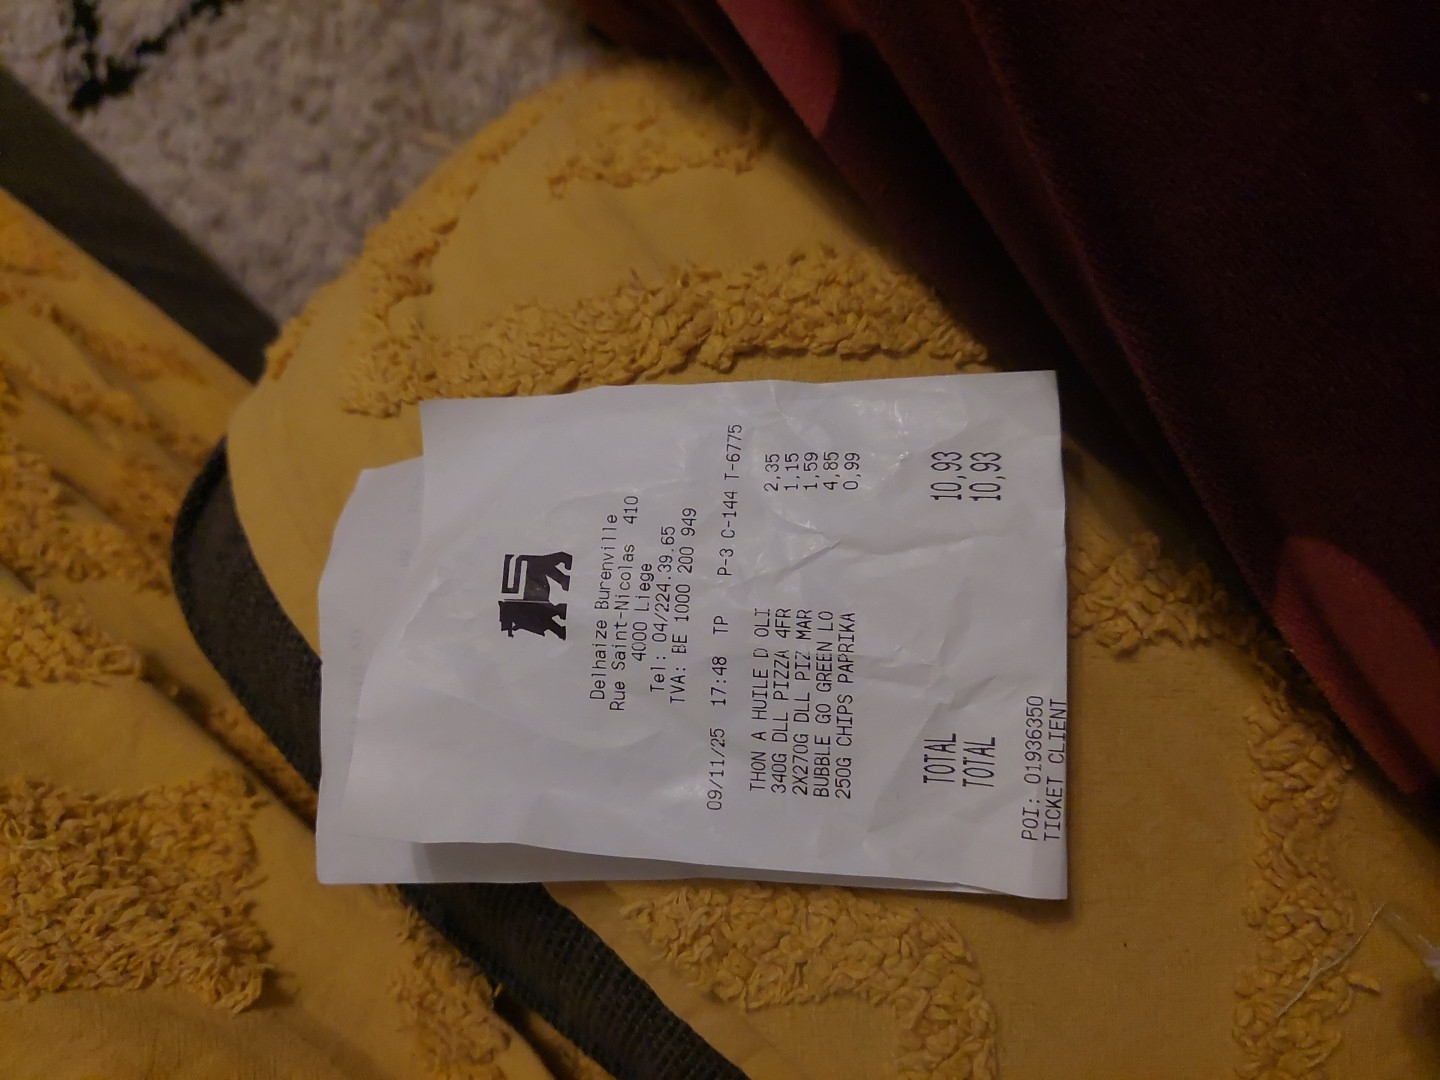 Delhaize Burenville
Rue Saint-Nicolas 410
4000 Liege
Tel: 04/224.39.65
TVA: BE 1000 200 949
09/11/25 17:48 TP P-3 C-144 T-6775
THON A HUILE D OLI 2,35
340G DLL PIZZA 4FR 1,15
2X270G DLL PIZ MAR 1,59
BUBBLE GO GREEN LO 4,85
250G CHIPS PAPRIKA 0,99
TOTAL 10,93
TOTAL 10,93
POI: 01936350
TICKET CLIENT